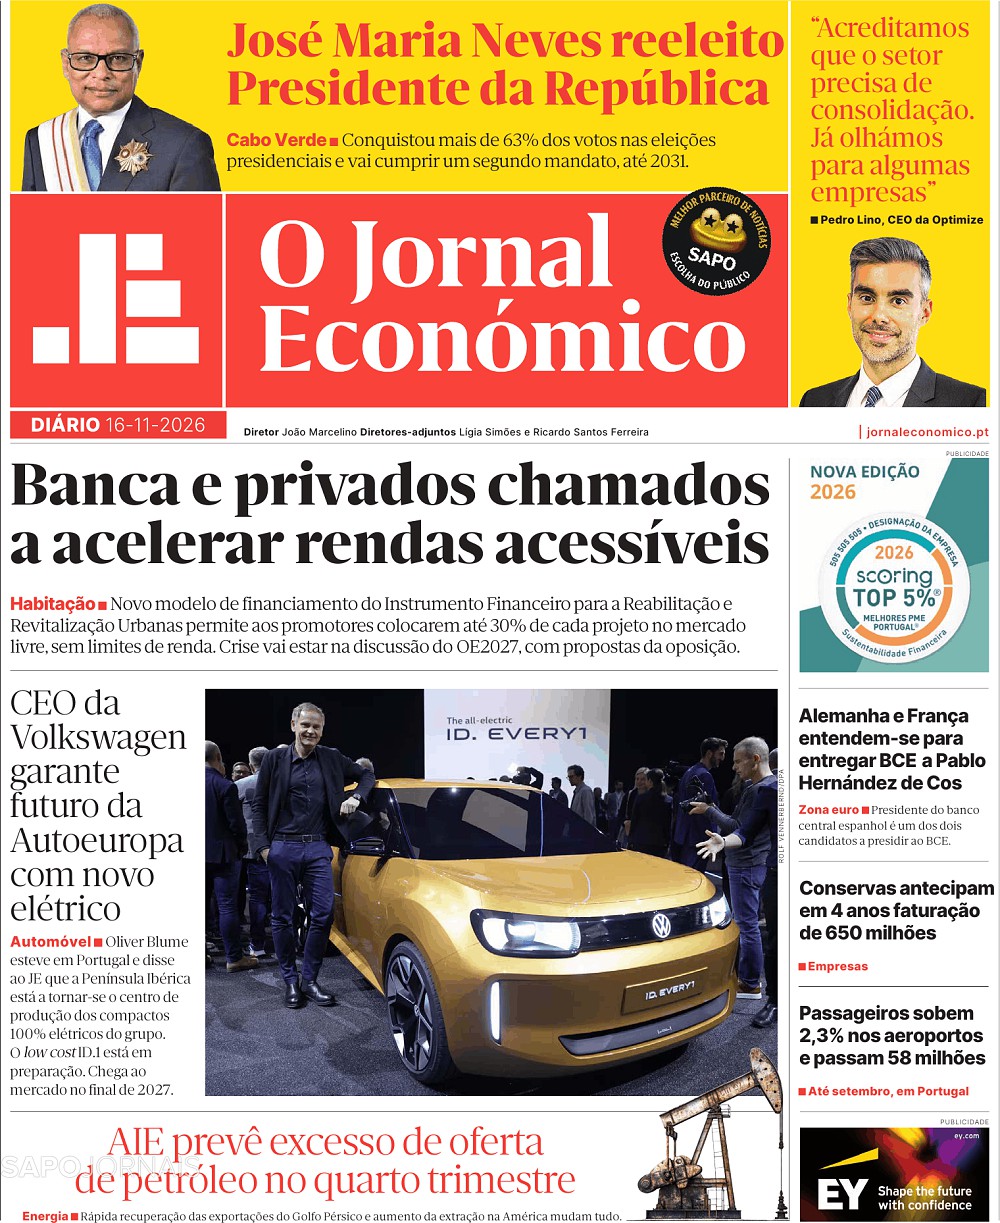 José Maria Neves reeleito
Presidente da República
Cabo Verde ■ Conquistou mais de 63% dos votos nas eleições
presidenciais e vai cumprir um segundo mandato, até 2031.
“Acreditamos
que o setor
precisa de
consolidação.
Já olhámos
para algumas
empresas”
■ Pedro Lino, CEO da Optimize
JE
O Jornal
Económico
MELHOR PARCEIRO DE NOTÍCIAS
SAPO
ESCOLHA DO PÚBLICO
DIÁRIO 16-11-2026
Diretor João Marcelino Diretores-adjuntos Lígia Simões e Ricardo Santos Ferreira
| jornaleconomico.pt
Banca e privados chamados
a acelerar rendas acessíveis
Habitação ■ Novo modelo de financiamento do Instrumento Financeiro para a Reabilitação e
Revitalização Urbanas permite aos promotores colocarem até 30% de cada projeto no mercado
livre, sem limites de renda. Crise vai estar na discussão do OE2027, com propostas da oposição.
PUBLICIDADE
NOVA EDIÇÃO
2026
505 505 505 • DESIGNAÇÃO DA EMPRESA
2026
scoring
TOP 5%®
MELHORES PME
PORTUGAL®
Sustentabilidade Financeira
CEO da
Volkswagen
garante
futuro da
Autoeuropa
com novo
elétrico
Automóvel ■ Oliver Blume
esteve em Portugal e disse
ao JE que a Península Ibérica
está a tornar-se o centro de
produção dos compactos
100% elétricos do grupo.
O low cost ID.1 está em
preparação. Chega ao
mercado no final de 2027.
The all-electric
ID. EVERY1
ID. EVERY1
ROLF VENNERBERND/DPA
Alemanha e França
entendem-se para
entregar BCE a Pablo
Hernández de Cos
Zona euro ■ Presidente do banco
central espanhol é um dos dois
candidatos a presidir ao BCE.
Conservas antecipam
em 4 anos faturação
de 650 milhões
■ Empresas
Passageiros sobem
2,3% nos aeroportos
e passam 58 milhões
■ Até setembro, em Portugal
AIE prevê excesso de oferta
de petróleo no quarto trimestre
SAPO JORNAIS
Energia ■ Rápida recuperação das exportações do Golfo Pérsico e aumento da extração na América mudam tudo.
PUBLICIDADE
ey.com
EY
Shape the future
with confidence